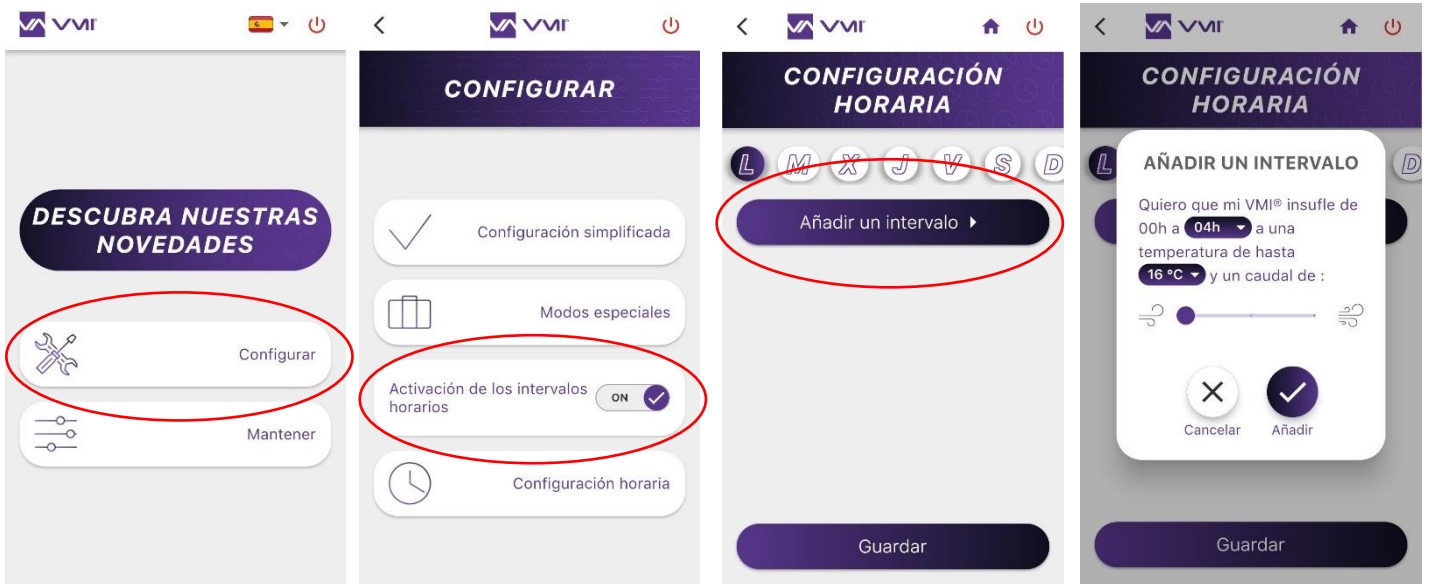 VMI®
DESCUBRA NUESTRAS
NOVEDADES
Configurar
Mantener
VMI®
CONFIGURAR
Configuración simplificada
Modos especiales
Activación de los intervalos
horarios
ON
Configuración horaria
VMI®
CONFIGURACIÓN
HORARIA
L M X J V S D
Añadir un intervalo
Guardar
VMI®
CONFIGURACIÓN
HORARIA
L D
AÑADIR UN INTERVALO
Quiero que mi VMI® insufle de
00h a 04h a una
temperatura de hasta
16 °C y un caudal de :
Cancelar Añadir
Guardar